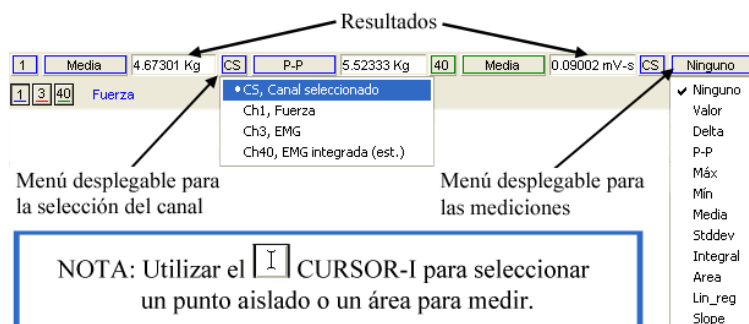 Resultados
1 Media 4.67301 Kg CS P-P 5.52333 Kg 40 Media 0.09002 mV-s CS Ninguno
1 3 40 Fuerza
• CS, Canal seleccionado
Ch1, Fuerza
Ch3, EMG
Ch40, EMG integrada (est.)
✓ Ninguno
Valor
Delta
P-P
Máx
Mín
Media
Stddev
Integral
Area
Lin_reg
Slope
Menú desplegable para
la selección del canal
Menú desplegable para
las mediciones
NOTA: Utilizar el CURSOR-I para seleccionar
un punto aislado o un área para medir.